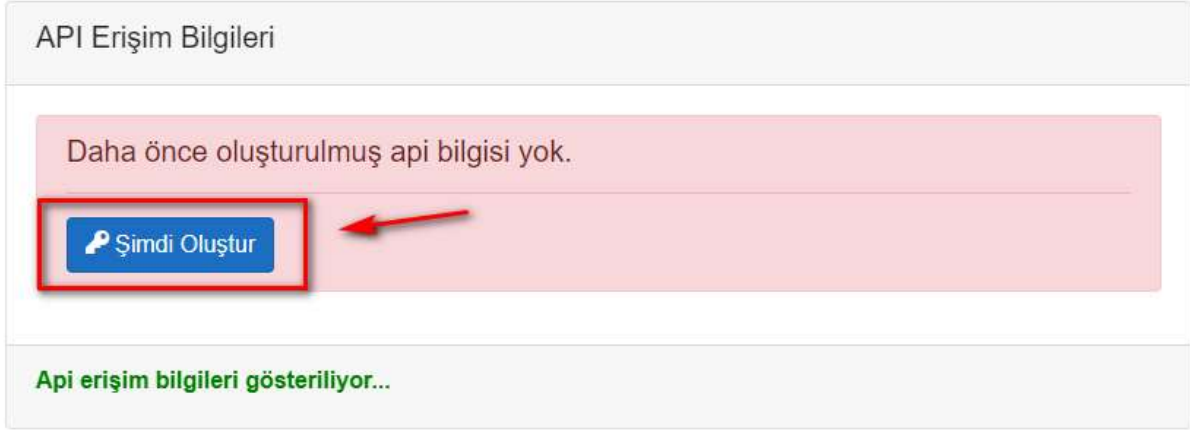 API Erişim Bilgileri
Daha önce oluşturulmuş api bilgisi yok.
Şimdi Oluştur
Api erişim bilgileri gösteriliyor...